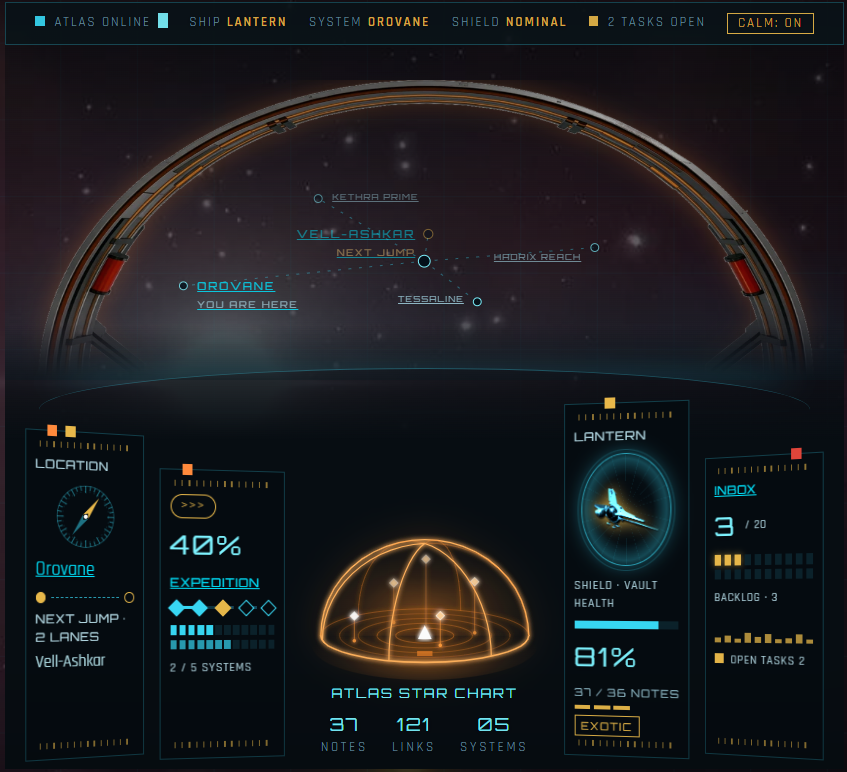 ATLAS ONLINE SHIP LANTERN SYSTEM OROVANE SHIELD NOMINAL 2 TASKS OPEN CALM: ON
KETHRA PRIME
VELL-ASHKAR
NEXT JUMP
HADRIX REACH
OROVANE
YOU ARE HERE
TESSALINE
LOCATION
Orovane
NEXT JUMP ·
2 LANES
Vell-Ashkar
>>>
40%
EXPEDITION
2 / 5 SYSTEMS
ATLAS STAR CHART
37 121 05
NOTES LINKS SYSTEMS
LANTERN
SHIELD · VAULT
HEALTH
81%
37 / 36 NOTES
EXOTIC
INBOX
3 / 20
BACKLOG · 3
OPEN TASKS 2